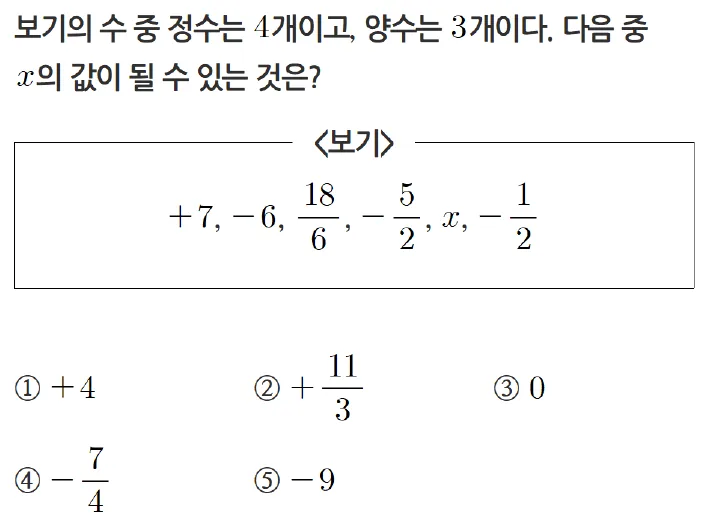 보기의 수 중 정수는 4개이고, 양수는 3개이다. 다음 중
x의 값이 될 수 있는 것은?
<보기>
+7, −6, 18/6, −5/2, x, −1/2
① +4 ② +11/3 ③ 0
④ −7/4 ⑤ −9